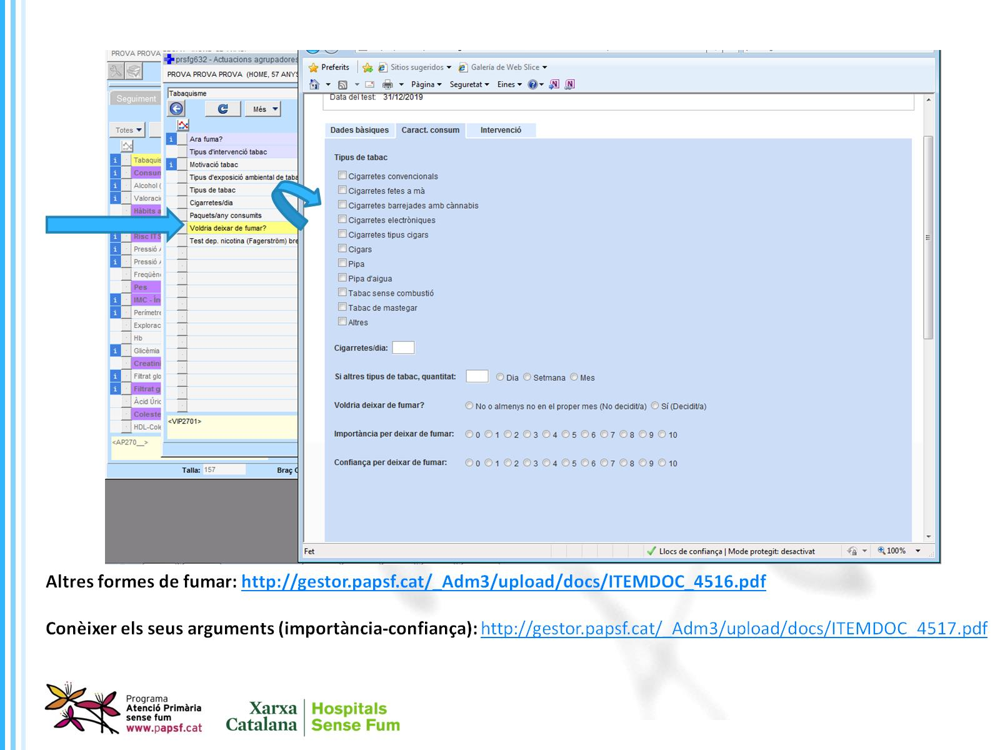 PROVA PROVA
prsfg632 - Actuacions agrupadores
PROVA PROVA PROVA (HOME, 57 ANYS
Tabaquisme
Més
Seguiment
Totes
Ara fuma?
Tipus d'intervenció tabac
Motivació tabac
Tipus d'exposició ambiental de taba
Tipus de tabac
Cigarretes/dia
Paquets/any consumits
Voldria deixar de fumar?
Test dep. nicotina (Fagerström) bre
Tabaquis
Consun
Alcohol (
Valoraci
Hàbits a
Risc ITS
Pressió A
Pressió A
Freqüèn
Pes
IMC - Ín
Perímetre
Explorac
Hb
Glicèmia
Creatini
Filtrat glo
Filtrat g
Àcid Úric
Coleste
HDL-Cole
<VIP2701>
<AP270__>
Talla: 157
Braç
Preferits
Sitios sugeridos
Galería de Web Slice
Pàgina
Seguretat
Eines
Data del test: 31/12/2019
Dades bàsiques
Caract. consum
Intervenció
Tipus de tabac
Cigarretes convencionals
Cigarretes fetes a mà
Cigarretes barrejades amb cànnabis
Cigarretes electròniques
Cigarretes tipus cigars
Cigars
Pipa
Pipa d'aigua
Tabac sense combustió
Tabac de mastegar
Altres
Cigarretes/dia:
Si altres tipus de tabac, quantitat: Dia Setmana Mes
Voldria deixar de fumar? No o almenys no en el proper mes (No decidit/a) Sí (Decidit/a)
Importància per deixar de fumar: 0 1 2 3 4 5 6 7 8 9 10
Confiança per deixar de fumar: 0 1 2 3 4 5 6 7 8 9 10
Fet
Llocs de confiança | Mode protegit: desactivat
100%
Altres formes de fumar: http://gestor.papsf.cat/_Adm3/upload/docs/ITEMDOC_4516.pdf
Conèixer els seus arguments (importància-confiança): http://gestor.papsf.cat/_Adm3/upload/docs/ITEMDOC_4517.pdf
Programa
Atenció Primària
sense fum
www.papsf.cat
Xarxa
Catalana
Hospitals
Sense Fum